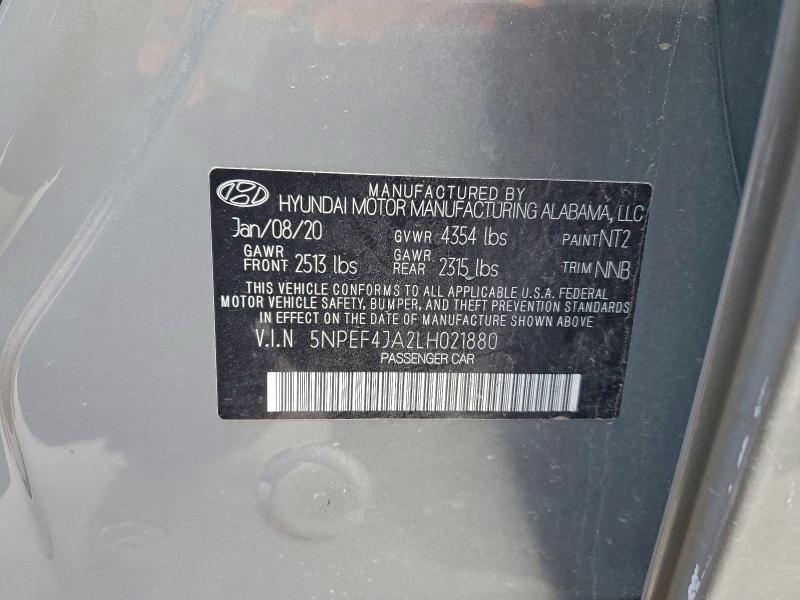 MANUFACTURED BY
HYUNDAI MOTOR MANUFACTURING ALABAMA, LLC
Jan/08/20 GVWR 4354 lbs PAINT NT2
GAWR FRONT 2513 lbs GAWR REAR 2315 lbs TRIM NNB
THIS VEHICLE CONFORMS TO ALL APPLICABLE U.S.A. FEDERAL
MOTOR VEHICLE SAFETY, BUMPER, AND THEFT PREVENTION STANDARDS
IN EFFECT ON THE DATE OF MANUFACTURE SHOWN ABOVE
V.I.N 5NPEF4JA2LH021880
PASSENGER CAR